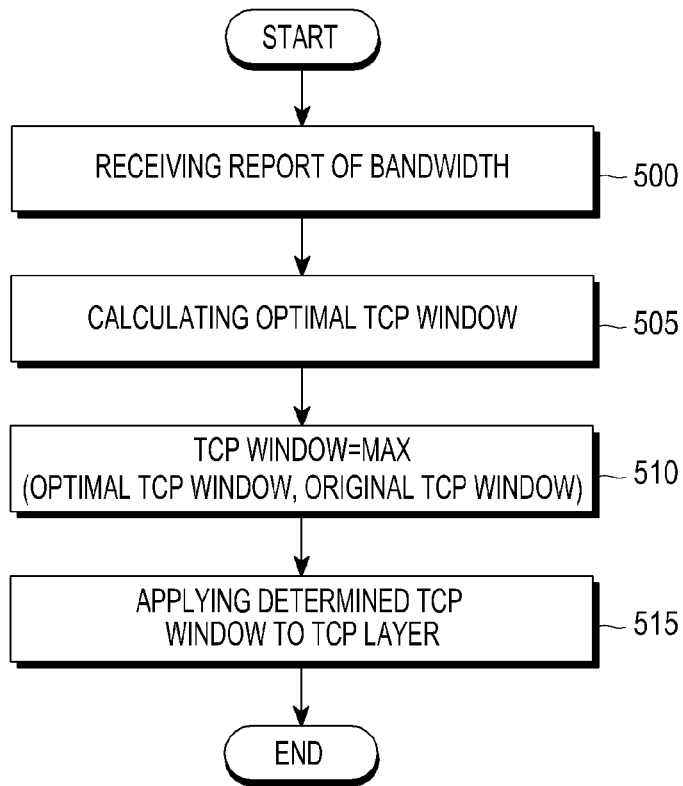 START
RECEIVING REPORT OF BANDWIDTH
500
CALCULATING OPTIMAL TCP WINDOW
505
TCP WINDOW=MAX
(OPTIMAL TCP WINDOW, ORIGINAL TCP WINDOW)
510
APPLYING DETERMINED TCP
WINDOW TO TCP LAYER
515
END